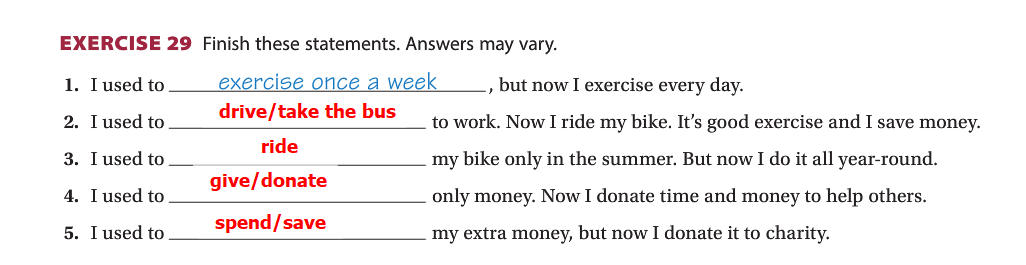 EXERCISE 29 Finish these statements. Answers may vary.
1. I used to exercise once a week, but now I exercise every day.
2. I used to drive/take the bus to work. Now I ride my bike. It’s good exercise and I save money.
3. I used to ride my bike only in the summer. But now I do it all year-round.
4. I used to give/donate only money. Now I donate time and money to help others.
5. I used to spend/save my extra money, but now I donate it to charity.